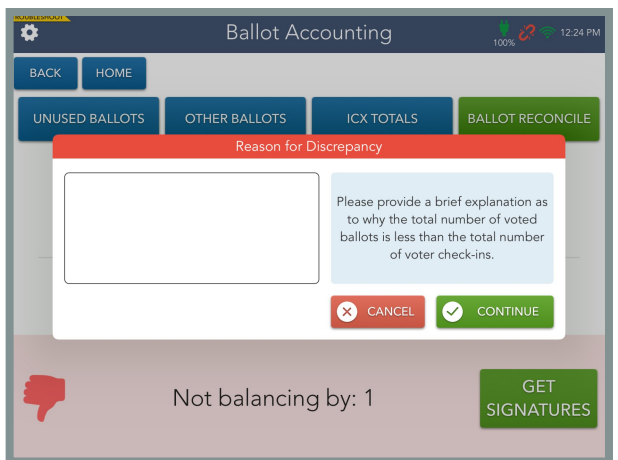 ROUBLESHOOT
Ballot Accounting
100%
12:24 PM
BACK
HOME
UNUSED BALLOTS
OTHER BALLOTS
ICX TOTALS
BALLOT RECONCILE
Reason for Discrepancy
Please provide a brief explanation as
to why the total number of voted
ballots is less than the total number
of voter check-ins.
CANCEL
CONTINUE
Not balancing by: 1
GET
SIGNATURES